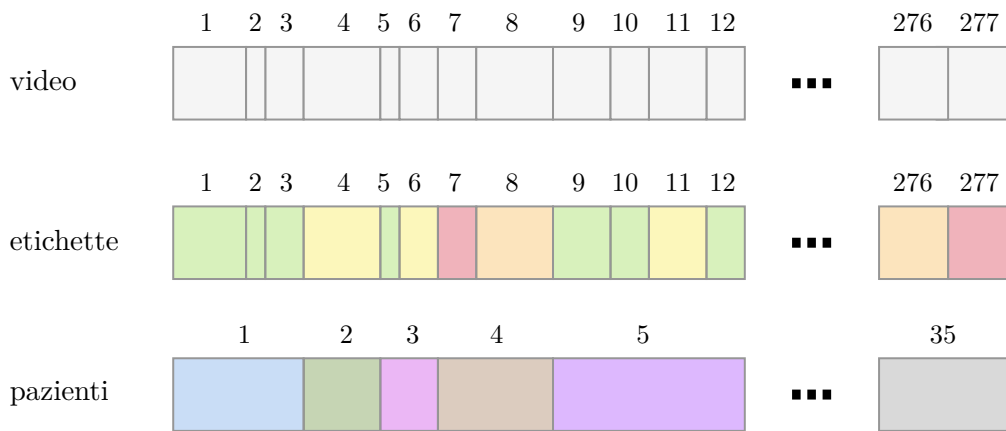 1 2 3 4 5 6 7 8 9 10 11 12 276 277
video ...
1 2 3 4 5 6 7 8 9 10 11 12 276 277
etichette ...
1 2 3 4 5 35
pazienti ...